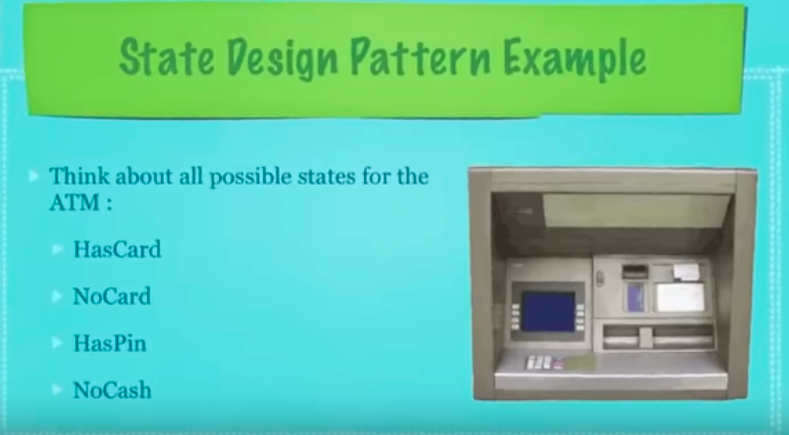 State Design Pattern Example
Think about all possible states for the
ATM :
HasCard
NoCard
HasPin
NoCash